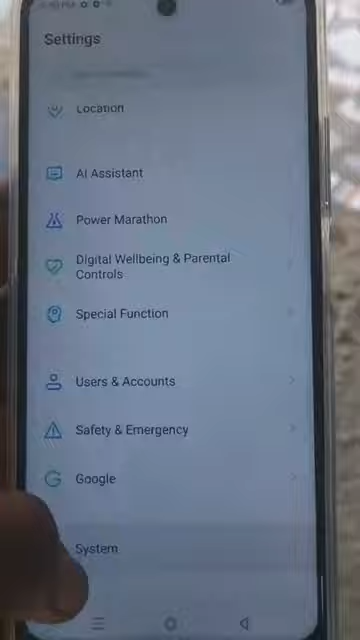 Settings
Location
AI Assistant
Power Marathon
Digital Wellbeing & Parental
Controls
Special Function
Users & Accounts
Safety & Emergency
Google
System